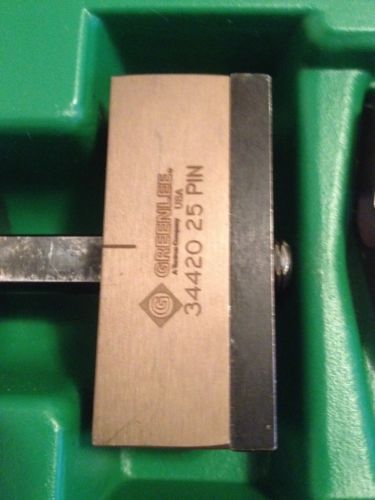 G
GREENLEE
A Textron Company USA
34420 25 PIN